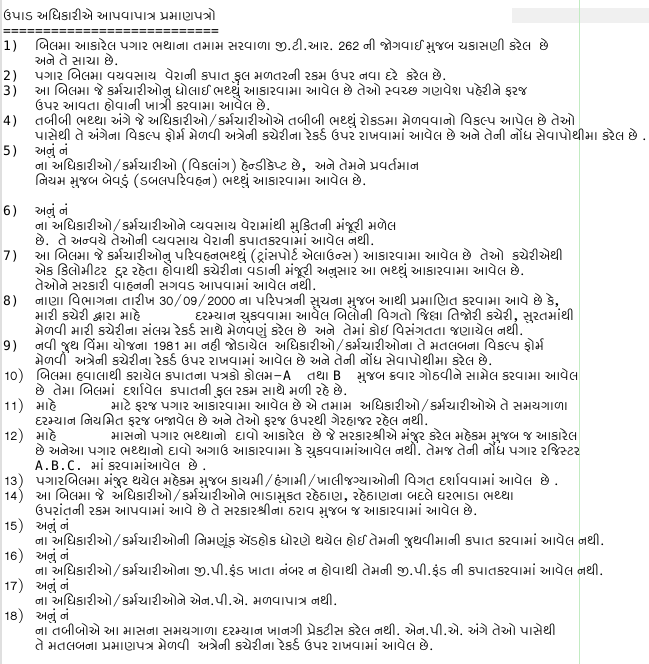 ઉપાડ અધિકારીએ આપવાપાત્ર પ્રમાણપત્રો
===========================
1) બિલમા આકારેલ પગાર ભથાના તમામ સરવાળા જી.ટી.આર. 262 ની જોગવાઈ મુજબ ચકાસણી કરેલ છે
અને તે સાચા છે.
2) પગાર બિલમા વયવસાય વેરાની કપાત કુલ મળતરની રકમ ઉપર નવા દરે કરેલ છે.
3) આ બિલમા જે કર્મચારીઓનુ ધોલાઈ ભથ્થુ આકારવામા આવેલ છે તેઓ સ્વચ્છ ગણવેશ પહેરીને ફરજ
ઉપર આવતા હોવાની ખાત્રી કરવામા આવેલ છે.
4) તબીબી ભથ્થા અંગે જે અધિકારીઓ/કર્મચારીઓએ તબીબી ભથ્થું રોકડમા મેળવવાનો વિકલ્પ આપેલ છે તેઓ
પાસેથી તે અંગેના વિકલ્પ ફોર્મ મેળવી અત્રેની કચેરીના રેકર્ડ ઉપર રાખવામાં આવેલ છે અને તેની નોંધ સેવાપોથીમા કરેલ છે .
5) અનું નં
ના અધિકારીઓ/કર્મચારીઓ (વિકલાંગ) હેન્ડીકેપ્ટ છે, અને તેમને પ્રવર્તમાન
નિયમ મુજબ બેવડું (ડબલપરિવહન) ભથ્થું આકારવામા આવેલ છે.
6) અનું નં
ના અધિકારીઓ/કર્મચારીઓને વ્યવસાય વેરામાંથી મુકિતની મંજૂરી મળેલ
છે. તે અન્વયે તેઓની વ્યવસાય વેરાની કપાતકરવામાં આવેલ નથી.
7) આ બિલમા જે કર્મચારીઓનુ પરિવહનભથ્થું (ટ્રાંસપોર્ટ એલાઉન્સ) આકારવામા આવેલ છે તેઓ કચેરીએથી
એક કિલોમીટર દુર રહેતા હોવાથી કચેરીના વડાની મંજૂરી અનુસાર આ ભથ્થું આકારવામા આવેલ છે.
તેઓને સરકારી વાહનની સગવડ આપવામાં આવેલ નથી.
8) નાણા વિભાગના તારીખ 30/09/2000 ના પરિપત્રની સુચના મુજબ આથી પ્રમાણિત કરવામા આવે છે કે,
મારી કચેરી દ્વારા માહે દરમ્યાન ચુકવવામા આવેલ બિલોની વિગતો જિલ્લા તિજોરી કચેરી, સુરતમાંથી
મેળવી મારી કચેરીના સંલગ્ન રેકર્ડ સાથે મેળવણું કરેલ છે અને તેમાં કોઇ વિસંગતતા જણાયેલ નથી.
9) નવી જુથ વિંમા યોજના 1981 મા નહી જોડાયેલ અધિકારીઓ/કર્મચારીઓના તે મતલબના વિકલ્પ ફોર્મ
મેળવી અત્રેની કચેરીના રેકર્ડ ઉપર રાખવામાં આવેલ છે અને તેની નોંધ સેવાપોથીમા કરેલ છે.
10) બિલમા હવાલાથી કરાયેલ કપાતના પત્રકો કોલમ-A તથા B મુજબ ક્રવાર ગોઠવીને સામેલ કરવામા આવેલ
છે તેમા બિલમાં દર્શાવેલ કપાતની કુલ રકમ સાથે મળી રહે છે.
11) માહે માટે ફરજ પગાર આકારવામા આવેલ છે એ તમામ અધિકારીઓ/કર્મચારીઓએ તે સમયગાળા
દરમ્યાન નિયમિત ફરજ બજાવેલ છે અને તેઓ ફરજ ઉપરથી ગેરહાજર રહેલ નથી.
12) માહે માસનો પગાર ભથ્થાનો દાવો આકારેલ છે જે સરકારશ્રીએ મંજુર કરેલ મહેકમ મુજબ જ આકારેલ
છે અનેઆ પગાર ભથ્થાનો દાવો અગાઉ આકારવામા કે ચુકવવામાંઆવેલ નથી. તેમજ તેની નોંધ પગાર રજિસ્ટર
A.B.C. માં કરવામાંઆવેલ છે .
13) પગારબિલમા મંજુર થયેલ મહેકમ મુજબ કાયમી/હંગામી/ખાલીજગ્યાઓની વિગત દર્શાવવામાં આવેલ છે .
14) આ બિલમા જે અધિકારીઓ/કર્મચારીઓને ભાડામુકત રહેઠાણ, રહેઠાણના બદલે ઘરભાડા ભથ્થા
ઉપરાંતની રકમ આપવામાં આવે છે તે સરકારશ્રીના ઠરાવ મુજબ જ આકારવામાં આવેલ છે.
15) અનું નં
ના અધિકારીઓ/કર્મચારીઓની નિમણૂંક ઍડહોક ધોરણે થયેલ હોઈ તેમની જુથવીમાની કપાત કરવામાં આવેલ નથી.
16) અનું નં
ના અધિકારીઓ/કર્મચારીઓના જી.પી.ફંડ ખાતા નંબર ન હોવાથી તેમની જી.પી.ફંડ ની કપાતકરવામાં આવેલ નથી.
17) અનું નં
ના અધિકારીઓ/કર્મચારીઓને એન.પી.એ. મળવાપાત્ર નથી.
18) અનું નં
ના તબીબોએ આ માસના સમયગાળા દરમ્યાન ખાનગી પ્રેકટીસ કરેલ નથી. એન.પી.એ. અંગે તેઓ પાસેથી
તે મતલબના પ્રમાણપત્ર મેળવી અત્રેની કચેરીના રેકર્ડ ઉપર રાખવામાં આવેલ છે.